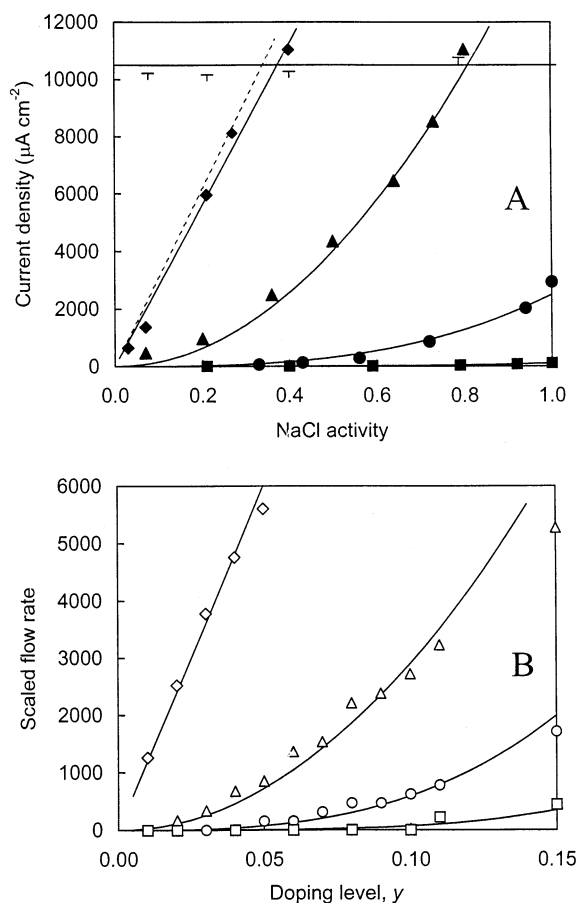 12000
10000
8000
6000
4000
2000
0
Current density (µA cm⁻²)
A
0.0 0.2 0.4 0.6 0.8 1.0
NaCl activity
6000
5000
4000
3000
2000
1000
0
Scaled flow rate
B
0.00 0.05 0.10 0.15
Doping level, y